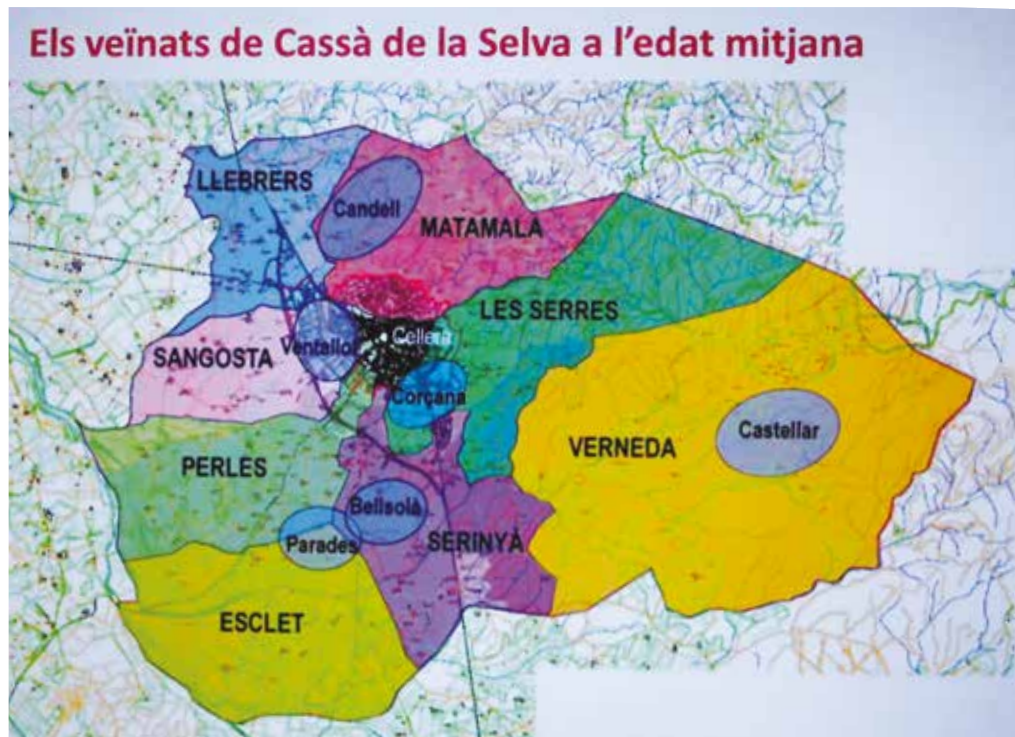 Els veïnats de Cassà de la Selva a l'edat mitjana
LLEBRERS
Candell
MATAMALA
LES SERRES
Cellera
Ventallol
SANGOSTA
Corçana
Castellar
VERNEDA
PERLES
Bellsolà
Parades
SERINYÀ
ESCLET